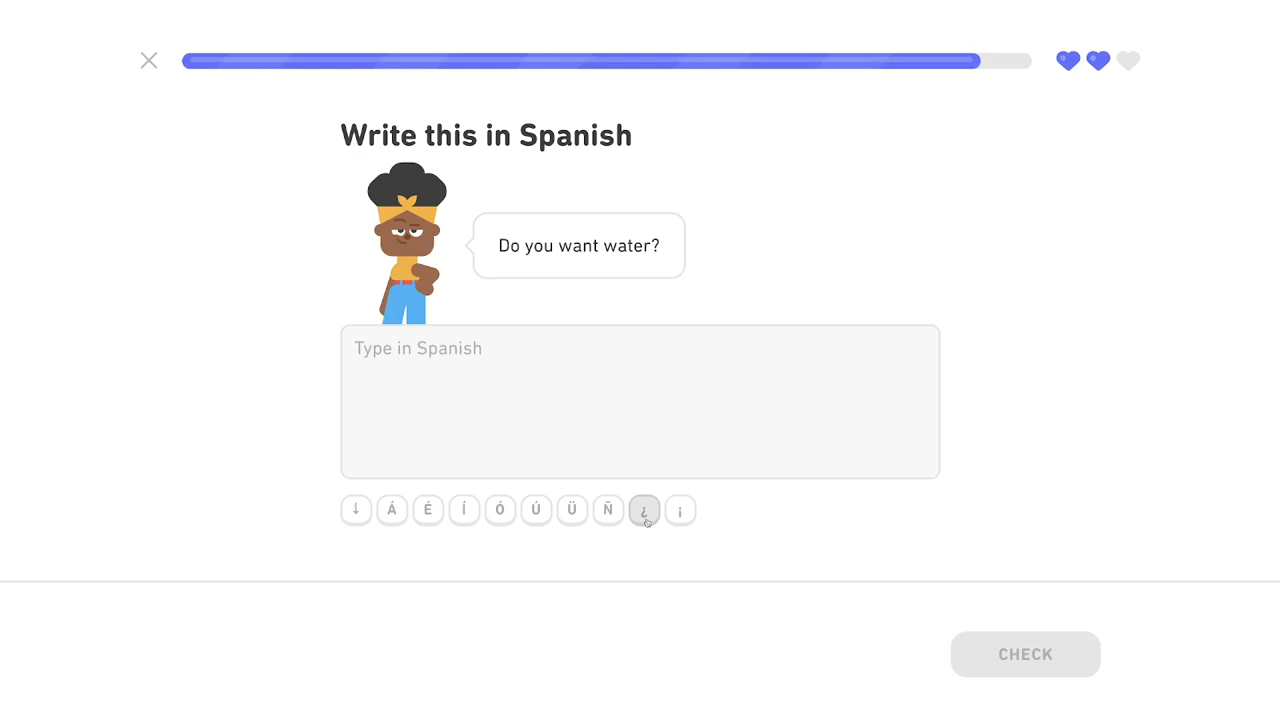 Write this in Spanish
Do you want water?
Type in Spanish
↓ Á É Í Ó Ú Ü Ñ ¿ ¡
CHECK